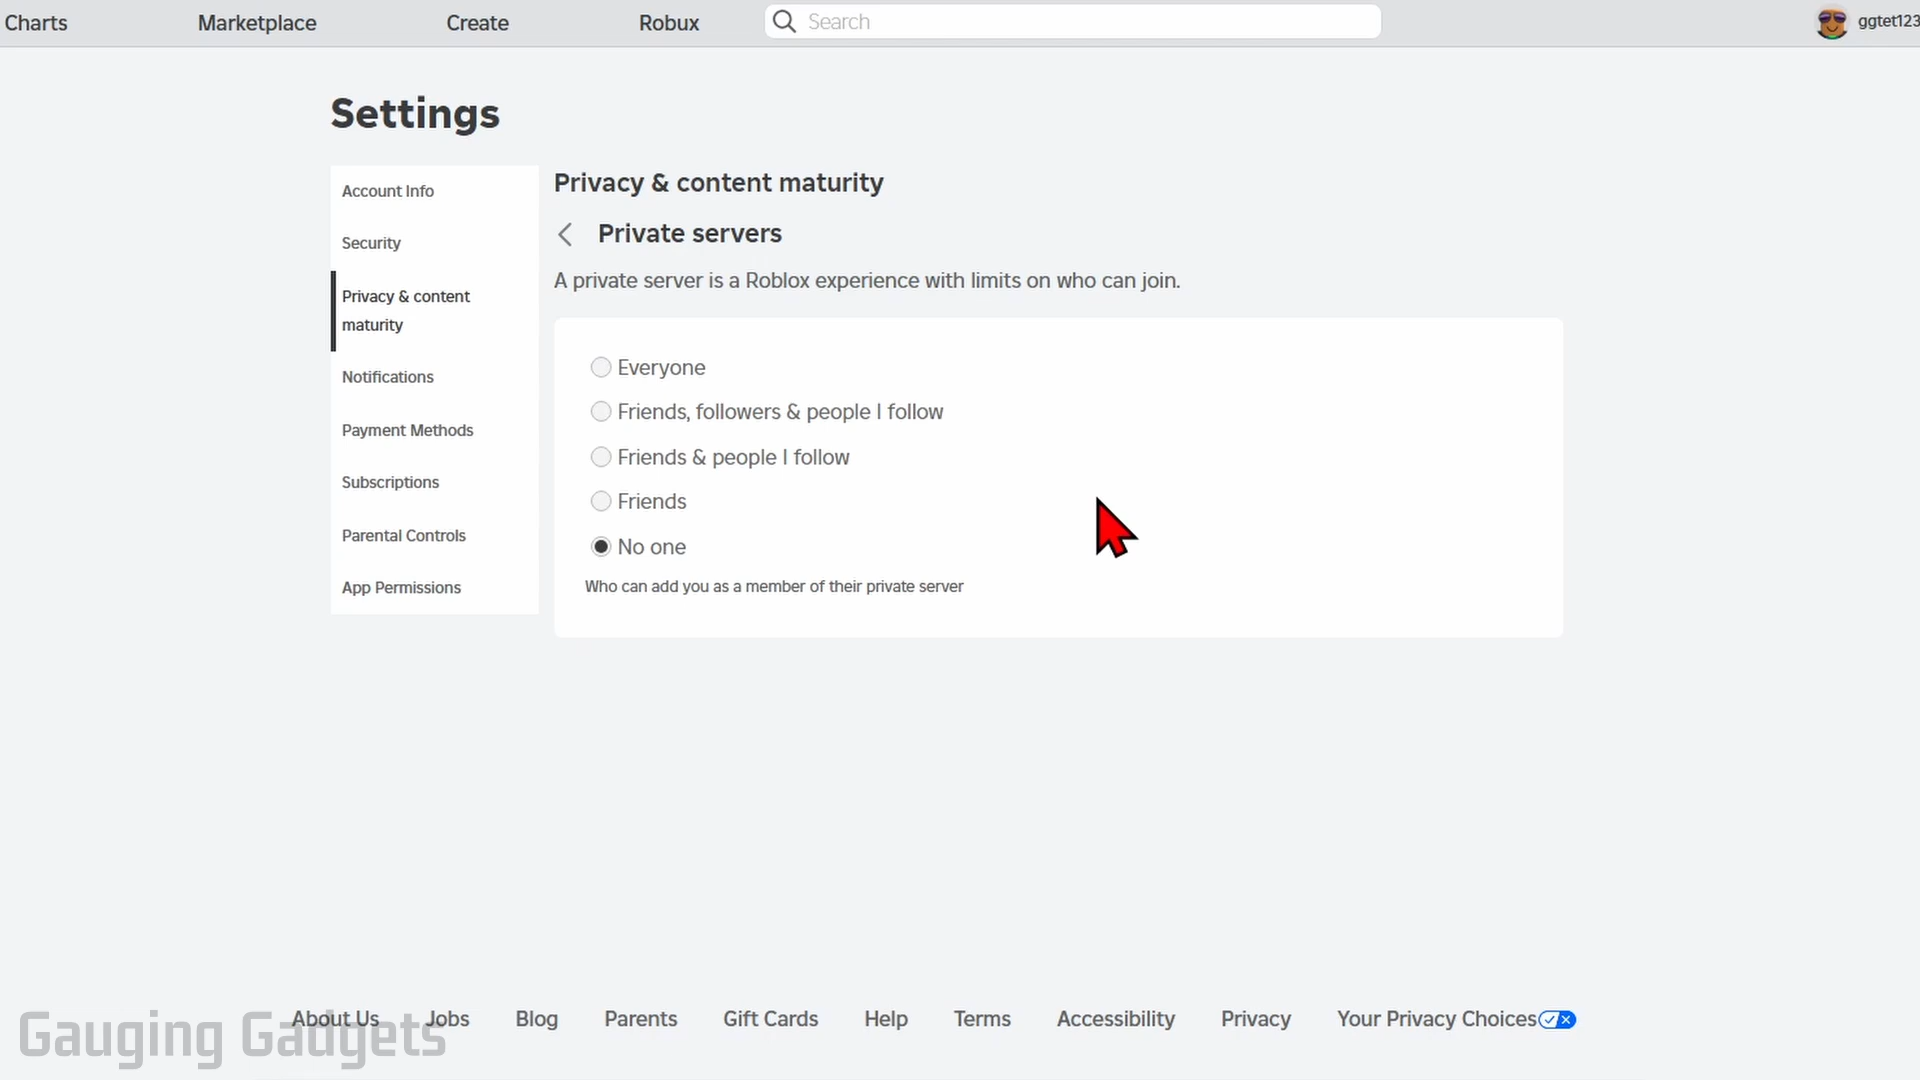 Charts Marketplace Create Robux Search ggtet123
Settings
Account Info
Security
Privacy & content
maturity
Notifications
Payment Methods
Subscriptions
Parental Controls
App Permissions
Privacy & content maturity
Private servers
A private server is a Roblox experience with limits on who can join.
Everyone
Friends, followers & people I follow
Friends & people I follow
Friends
No one
Who can add you as a member of their private server
About Us Jobs Blog Parents Gift Cards Help Terms Accessibility Privacy Your Privacy Choices
Gauging Gadgets